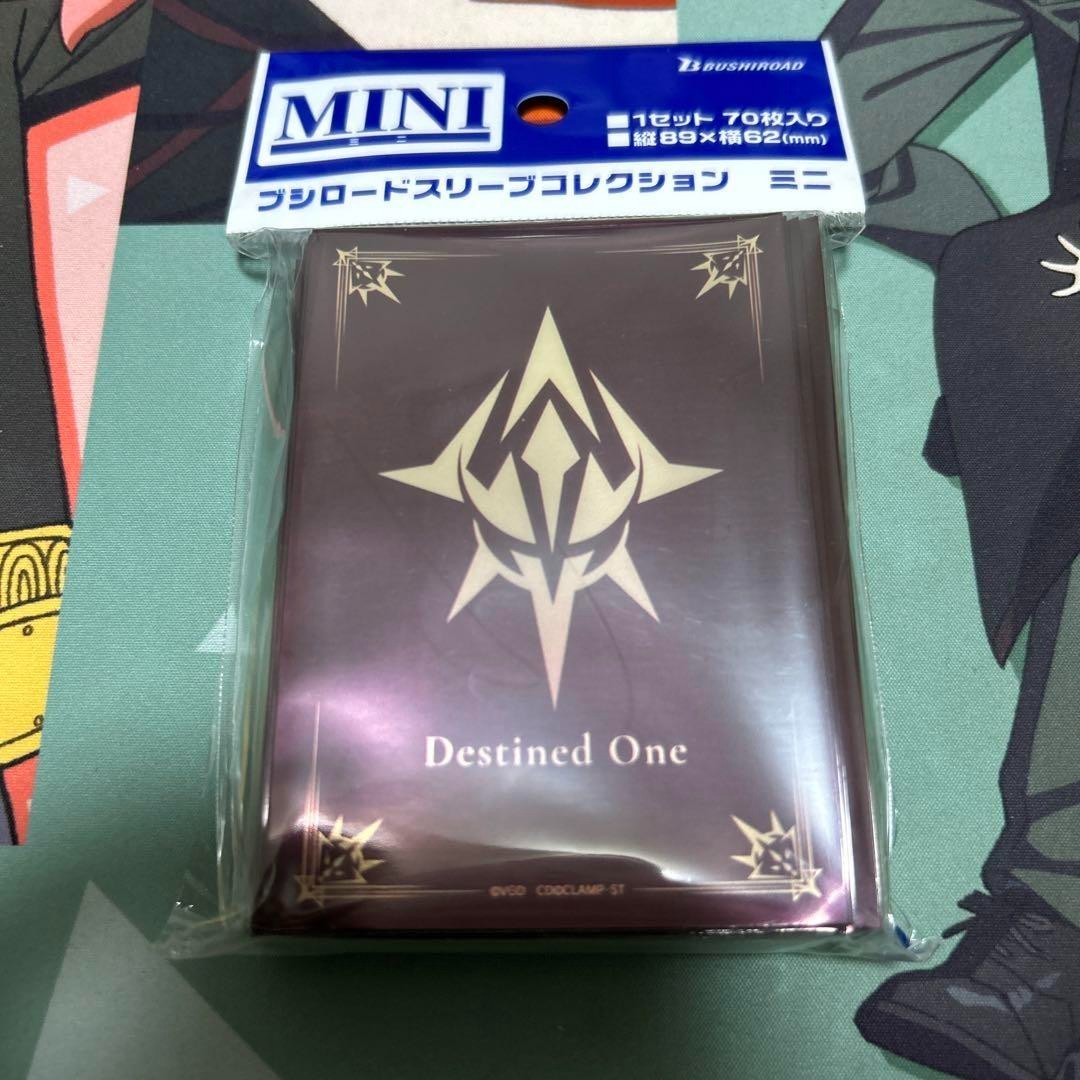 BUSHIROAD
MINI
ミニ
■1セット 70枚入り
■縦89×横62(mm)
ブシロードスリーブコレクション ミニ
Destined One
©VGD CD©CLAMP・ST